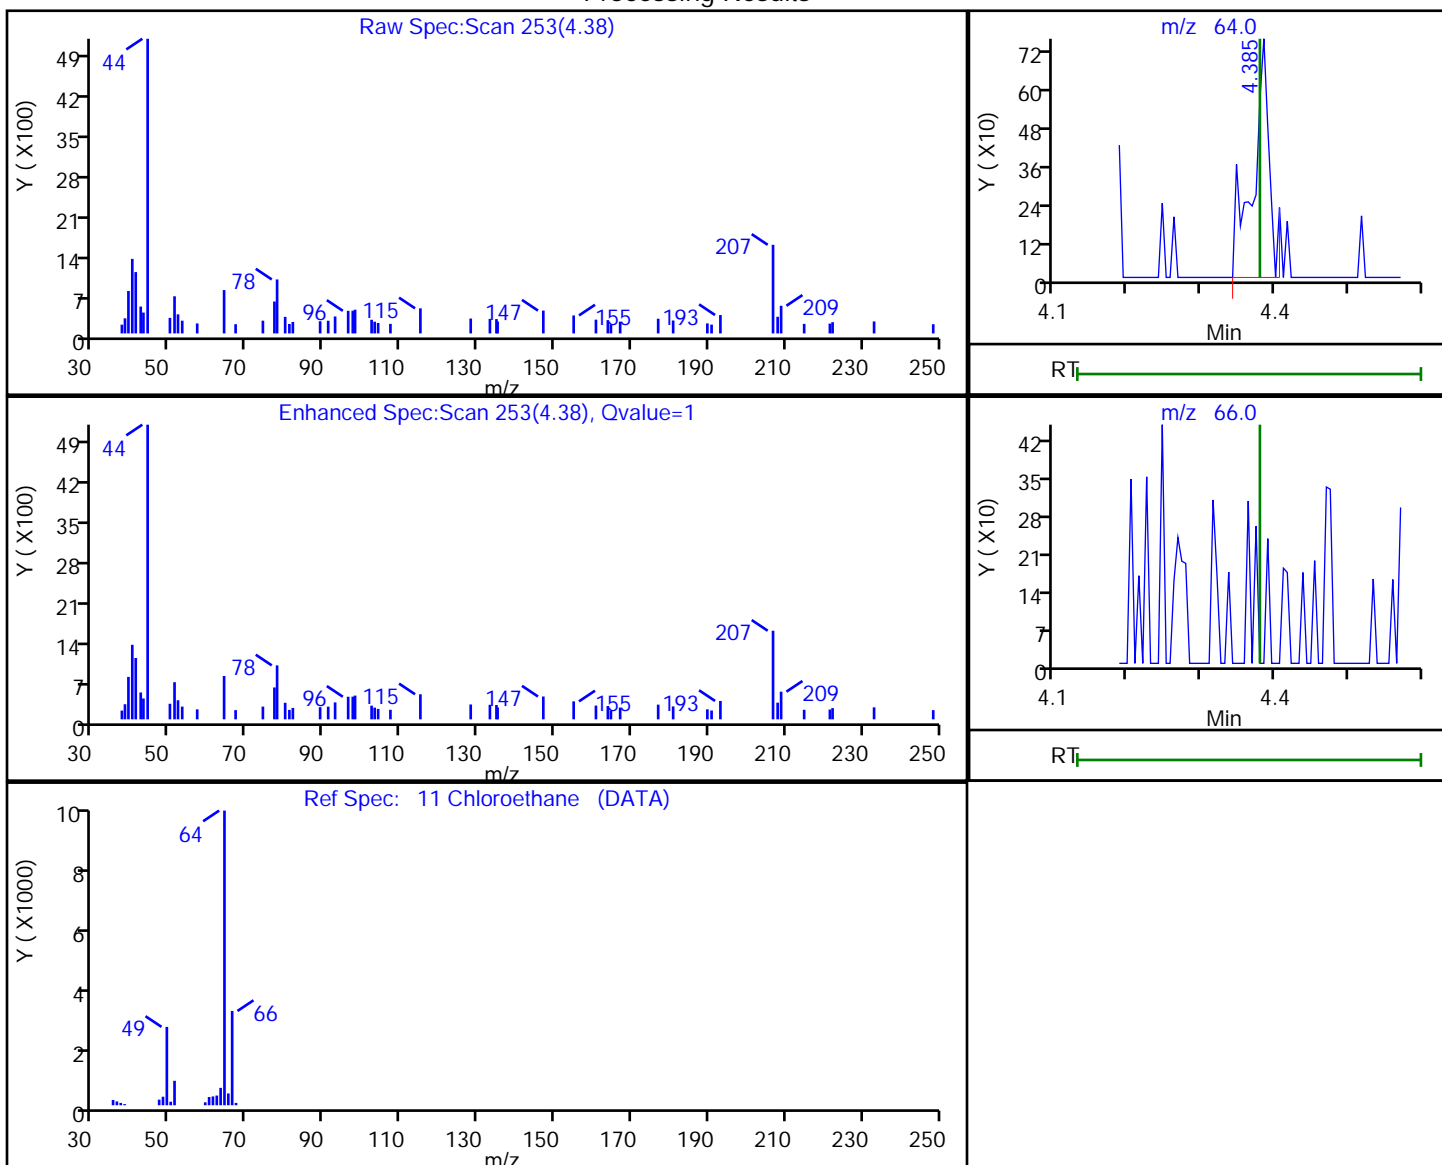 Processing Results
Raw Spec:Scan 253(4.38)
Y ( X100)
49
42
35
28
21
14
7
0
44
78
96
115
147
155
193
207
209
30 50 70 90 110 130 150 170 190 210 230 250
m/z
m/z 64.0
Y ( X10)
72
60
48
36
24
12
0
4.385
4.1 4.4
Min
RT
Enhanced Spec:Scan 253(4.38), Qvalue=1
Y ( X100)
49
42
35
28
21
14
7
0
44
78
96
115
147
155
193
207
209
30 50 70 90 110 130 150 170 190 210 230 250
m/z
m/z 66.0
Y ( X10)
42
35
28
21
14
7
0
4.1 4.4
Min
RT
Ref Spec: 11 Chloroethane (DATA)
Y ( X1000)
10
8
6
4
2
0
64
49
66
30 50 70 90 110 130 150 170 190 210 230 250
m/z